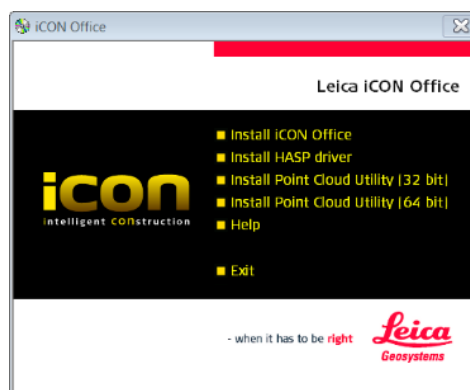 iCON Office
Leica iCON Office
Install iCON Office
Install HASP driver
Install Point Cloud Utility (32 bit)
Install Point Cloud Utility (64 bit)
Help
Exit
icon
intelligent CONstruction
- when it has to be right
Leica
Geosystems